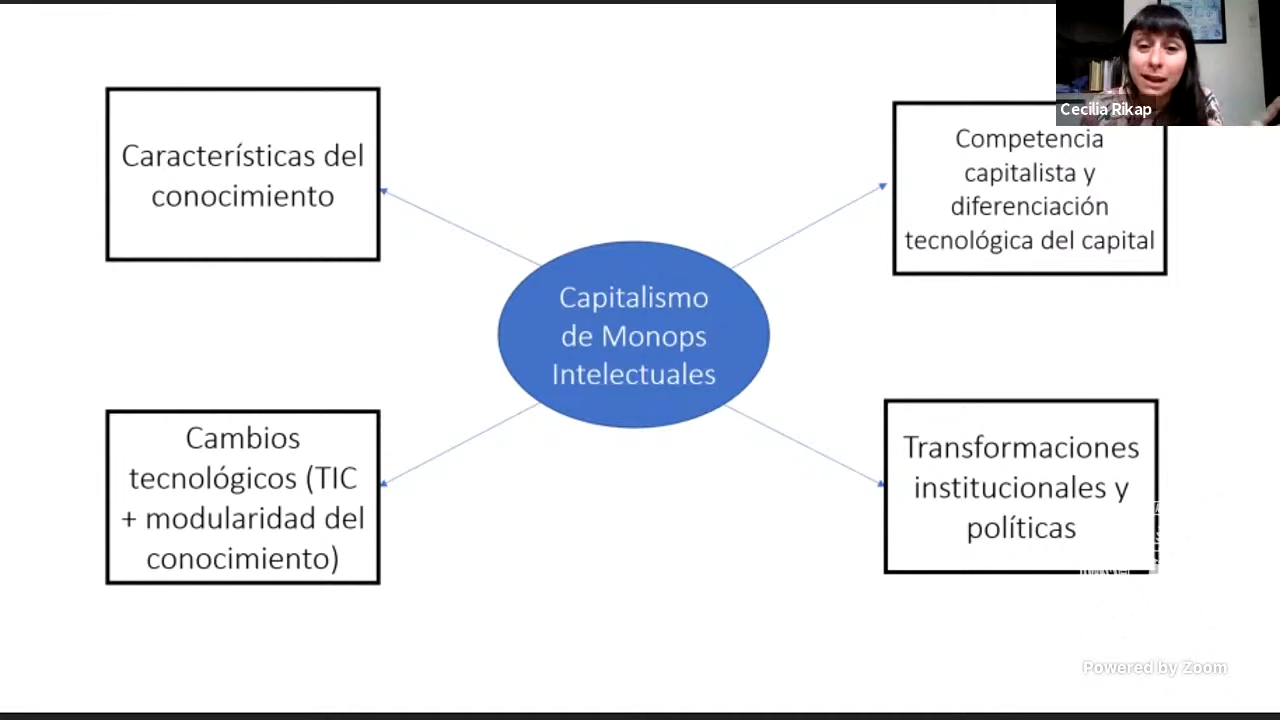 Cecilia Rikap
Características del
conocimiento
Competencia
capitalista y
diferenciación
tecnológica del capital
Capitalismo
de Monops
Intelectuales
Cambios
tecnológicos (TIC
+ modularidad del
conocimiento)
Transformaciones
institucionales y
políticas
Powered by Zoom